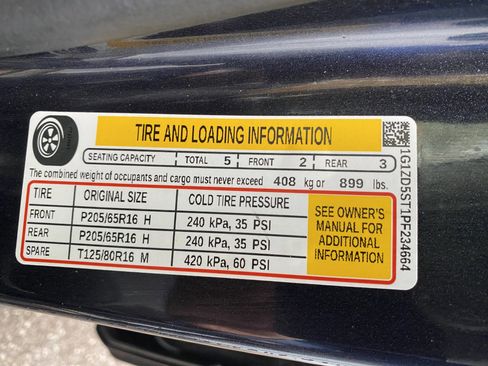 TIRE AND LOADING INFORMATION
SEATING CAPACITY TOTAL 5 FRONT 2 REAR 3
The combined weight of occupants and cargo must never exceed 408 kg or 899 lbs.
TIRE ORIGINAL SIZE COLD TIRE PRESSURE
FRONT P205/65R16 H 240 kPa, 35 PSI
REAR P205/65R16 H 240 kPa, 35 PSI
SPARE T125/80R16 M 420 kPa, 60 PSI
SEE OWNER'S
MANUAL FOR
ADDITIONAL
INFORMATION
1G1ZD5ST1PF234664